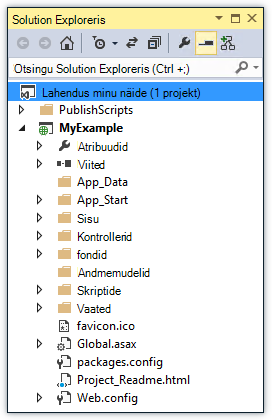 Solution Exploreris
Otsingu Solution Exploreris (Ctrl +;)
Lahendus minu näide (1 projekt)
PublishScripts
MyExample
Atribuudid
Viited
App_Data
App_Start
Sisu
Kontrollerid
fondid
Andmemudelid
Skriptide
Vaated
favicon.ico
Global.asax
packages.config
Project_Readme.html
Web.config